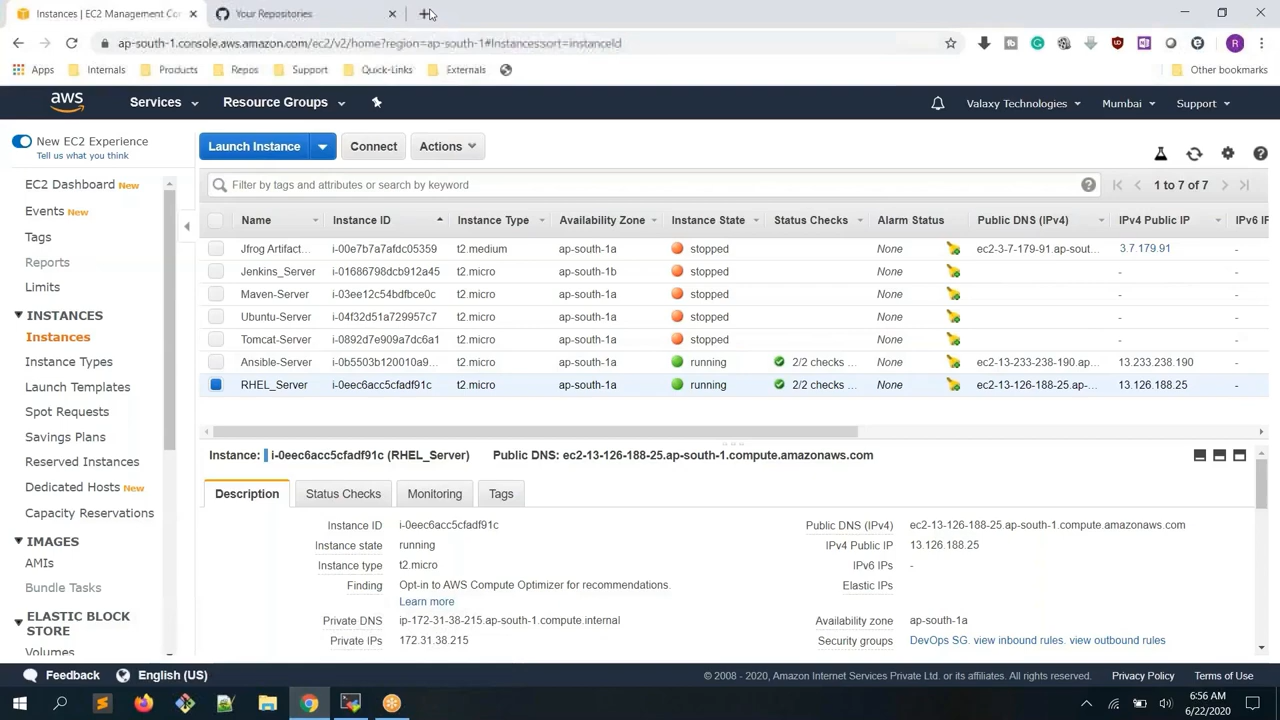 Instances | EC2 Management Co
Your Repositories
ap-south-1.console.aws.amazon.com/ec2/v2/home?region=ap-south-1#Instances:sort=instanceId
Apps Internals Products Repos Support Quick-Links Externals Other bookmarks
aws Services Resource Groups Valaxy Technologies Mumbai Support
New EC2 Experience
Tell us what you think
Launch Instance Connect Actions
EC2 Dashboard New
Events New
Tags
Reports
Limits
INSTANCES
Instances
Instance Types
Launch Templates
Spot Requests
Savings Plans
Reserved Instances
Dedicated Hosts New
Capacity Reservations
IMAGES
AMIs
Bundle Tasks
ELASTIC BLOCK
STORE
Volumes
Filter by tags and attributes or search by keyword
1 to 7 of 7
Name Instance ID Instance Type Availability Zone Instance State Status Checks Alarm Status Public DNS (IPv4) IPv4 Public IP IPv6 IP
Jfrog Artifact... i-00e7b7a7afdc05359 t2.medium ap-south-1a stopped None ec2-3-7-179-91.ap-sout... 3.7.179.91 -
Jenkins_Server i-01686798dcb912a45 t2.micro ap-south-1b stopped None - -
Maven-Server i-03ee12c54bdfbce0c t2.micro ap-south-1a stopped None - -
Ubuntu-Server i-04f32d51a729957c7 t2.micro ap-south-1a stopped None - -
Tomcat-Server i-0892d7e909a7dc6a1 t2.micro ap-south-1a stopped None - -
Ansible-Server i-0b5503b120010a9... t2.micro ap-south-1a running 2/2 checks ... None ec2-13-233-238-190.ap... 13.233.238.190 -
RHEL_Server i-0eec6acc5cfadf91c t2.micro ap-south-1a running 2/2 checks ... None ec2-13-126-188-25.ap-... 13.126.188.25 -
Instance: i-0eec6acc5cfadf91c (RHEL_Server) Public DNS: ec2-13-126-188-25.ap-south-1.compute.amazonaws.com
Description Status Checks Monitoring Tags
Instance ID i-0eec6acc5cfadf91c Public DNS (IPv4) ec2-13-126-188-25.ap-south-1.compute.amazonaws.com
Instance state running IPv4 Public IP 13.126.188.25
Instance type t2.micro IPv6 IPs -
Finding Opt-in to AWS Compute Optimizer for recommendations. Elastic IPs
Learn more
Private DNS ip-172-31-38-215.ap-south-1.compute.internal Availability zone ap-south-1a
Private IPs 172.31.38.215 Security groups DevOps SG. view inbound rules. view outbound rules
Feedback English (US) © 2008 - 2020, Amazon Internet Services Private Ltd. or its affiliates. All rights reserved. Privacy Policy Terms of Use
6:56 AM
6/22/2020